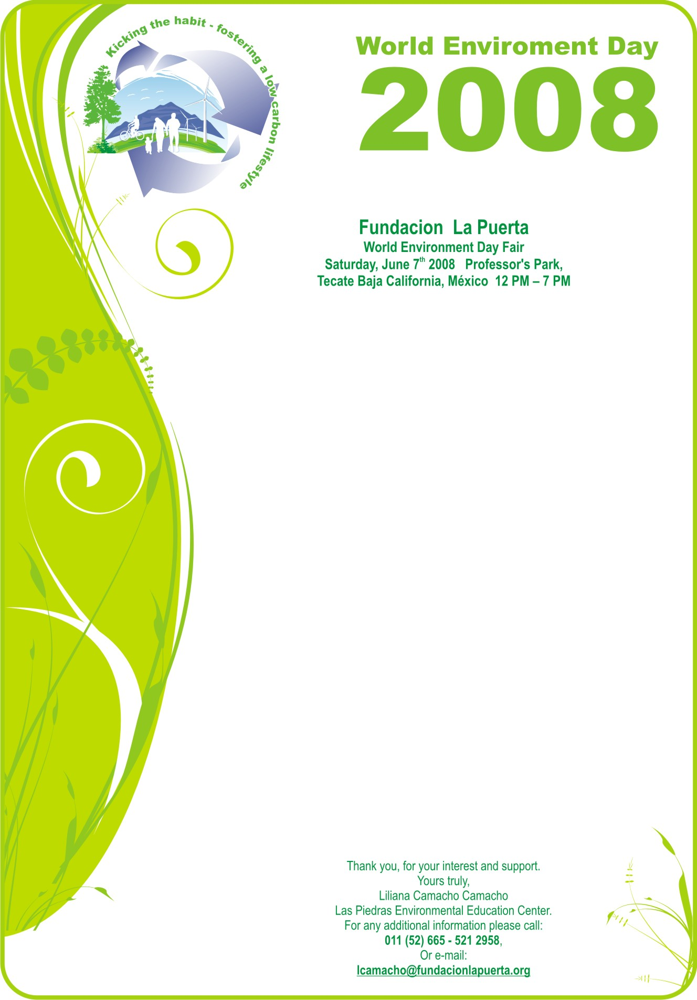 Kicking the habit - fostering a low carbon lifestyle
World Enviroment Day
2008
Fundacion La Puerta
World Environment Day Fair
Saturday, June 7th 2008 Professor's Park,
Tecate Baja California, México 12 PM – 7 PM
Thank you, for your interest and support.
Yours truly,
Liliana Camacho Camacho
Las Piedras Environmental Education Center.
For any additional information please call:
011 (52) 665 - 521 2958,
Or e-mail:
lcamacho@fundacionlapuerta.org